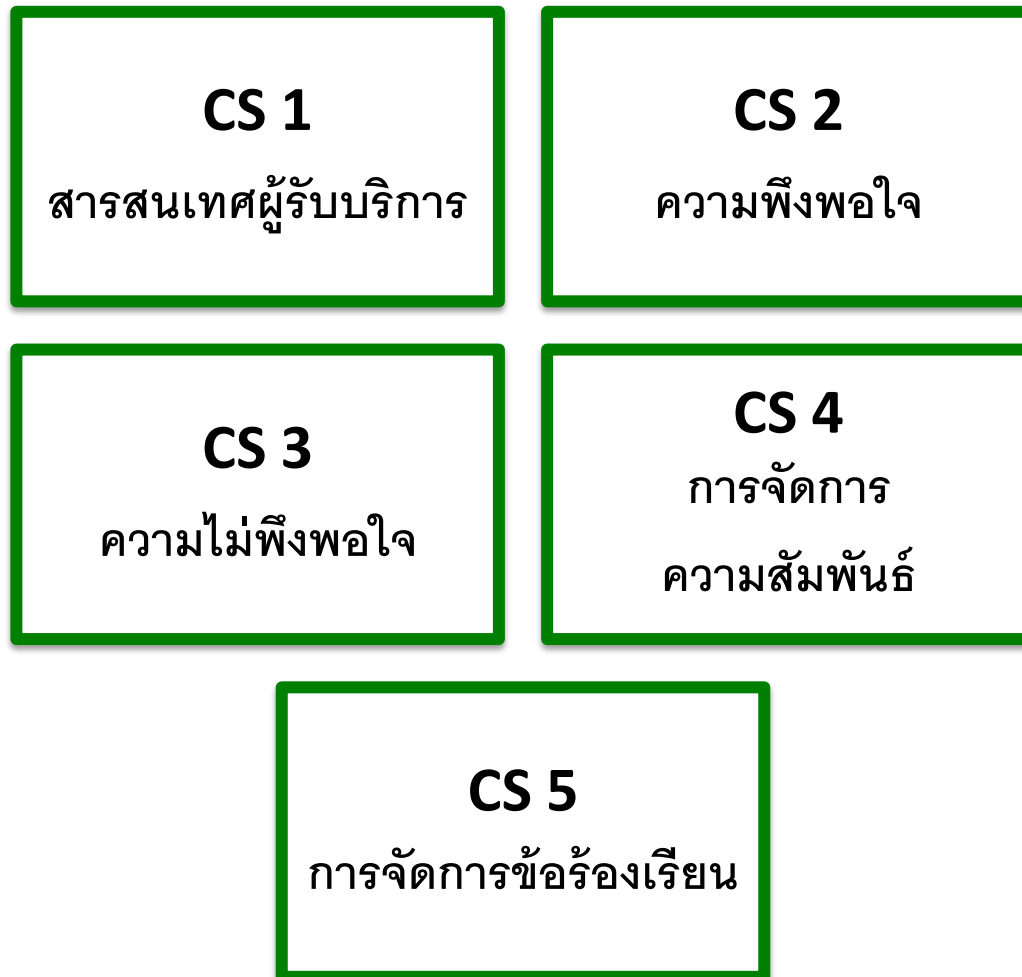 CS 1
สารสนเทศผู้รับบริการ
CS 2
ความพึงพอใจ
CS 3
ความไม่พึงพอใจ
CS 4
การจัดการ
ความสัมพันธ์
CS 5
การจัดการข้อร้องเรียน